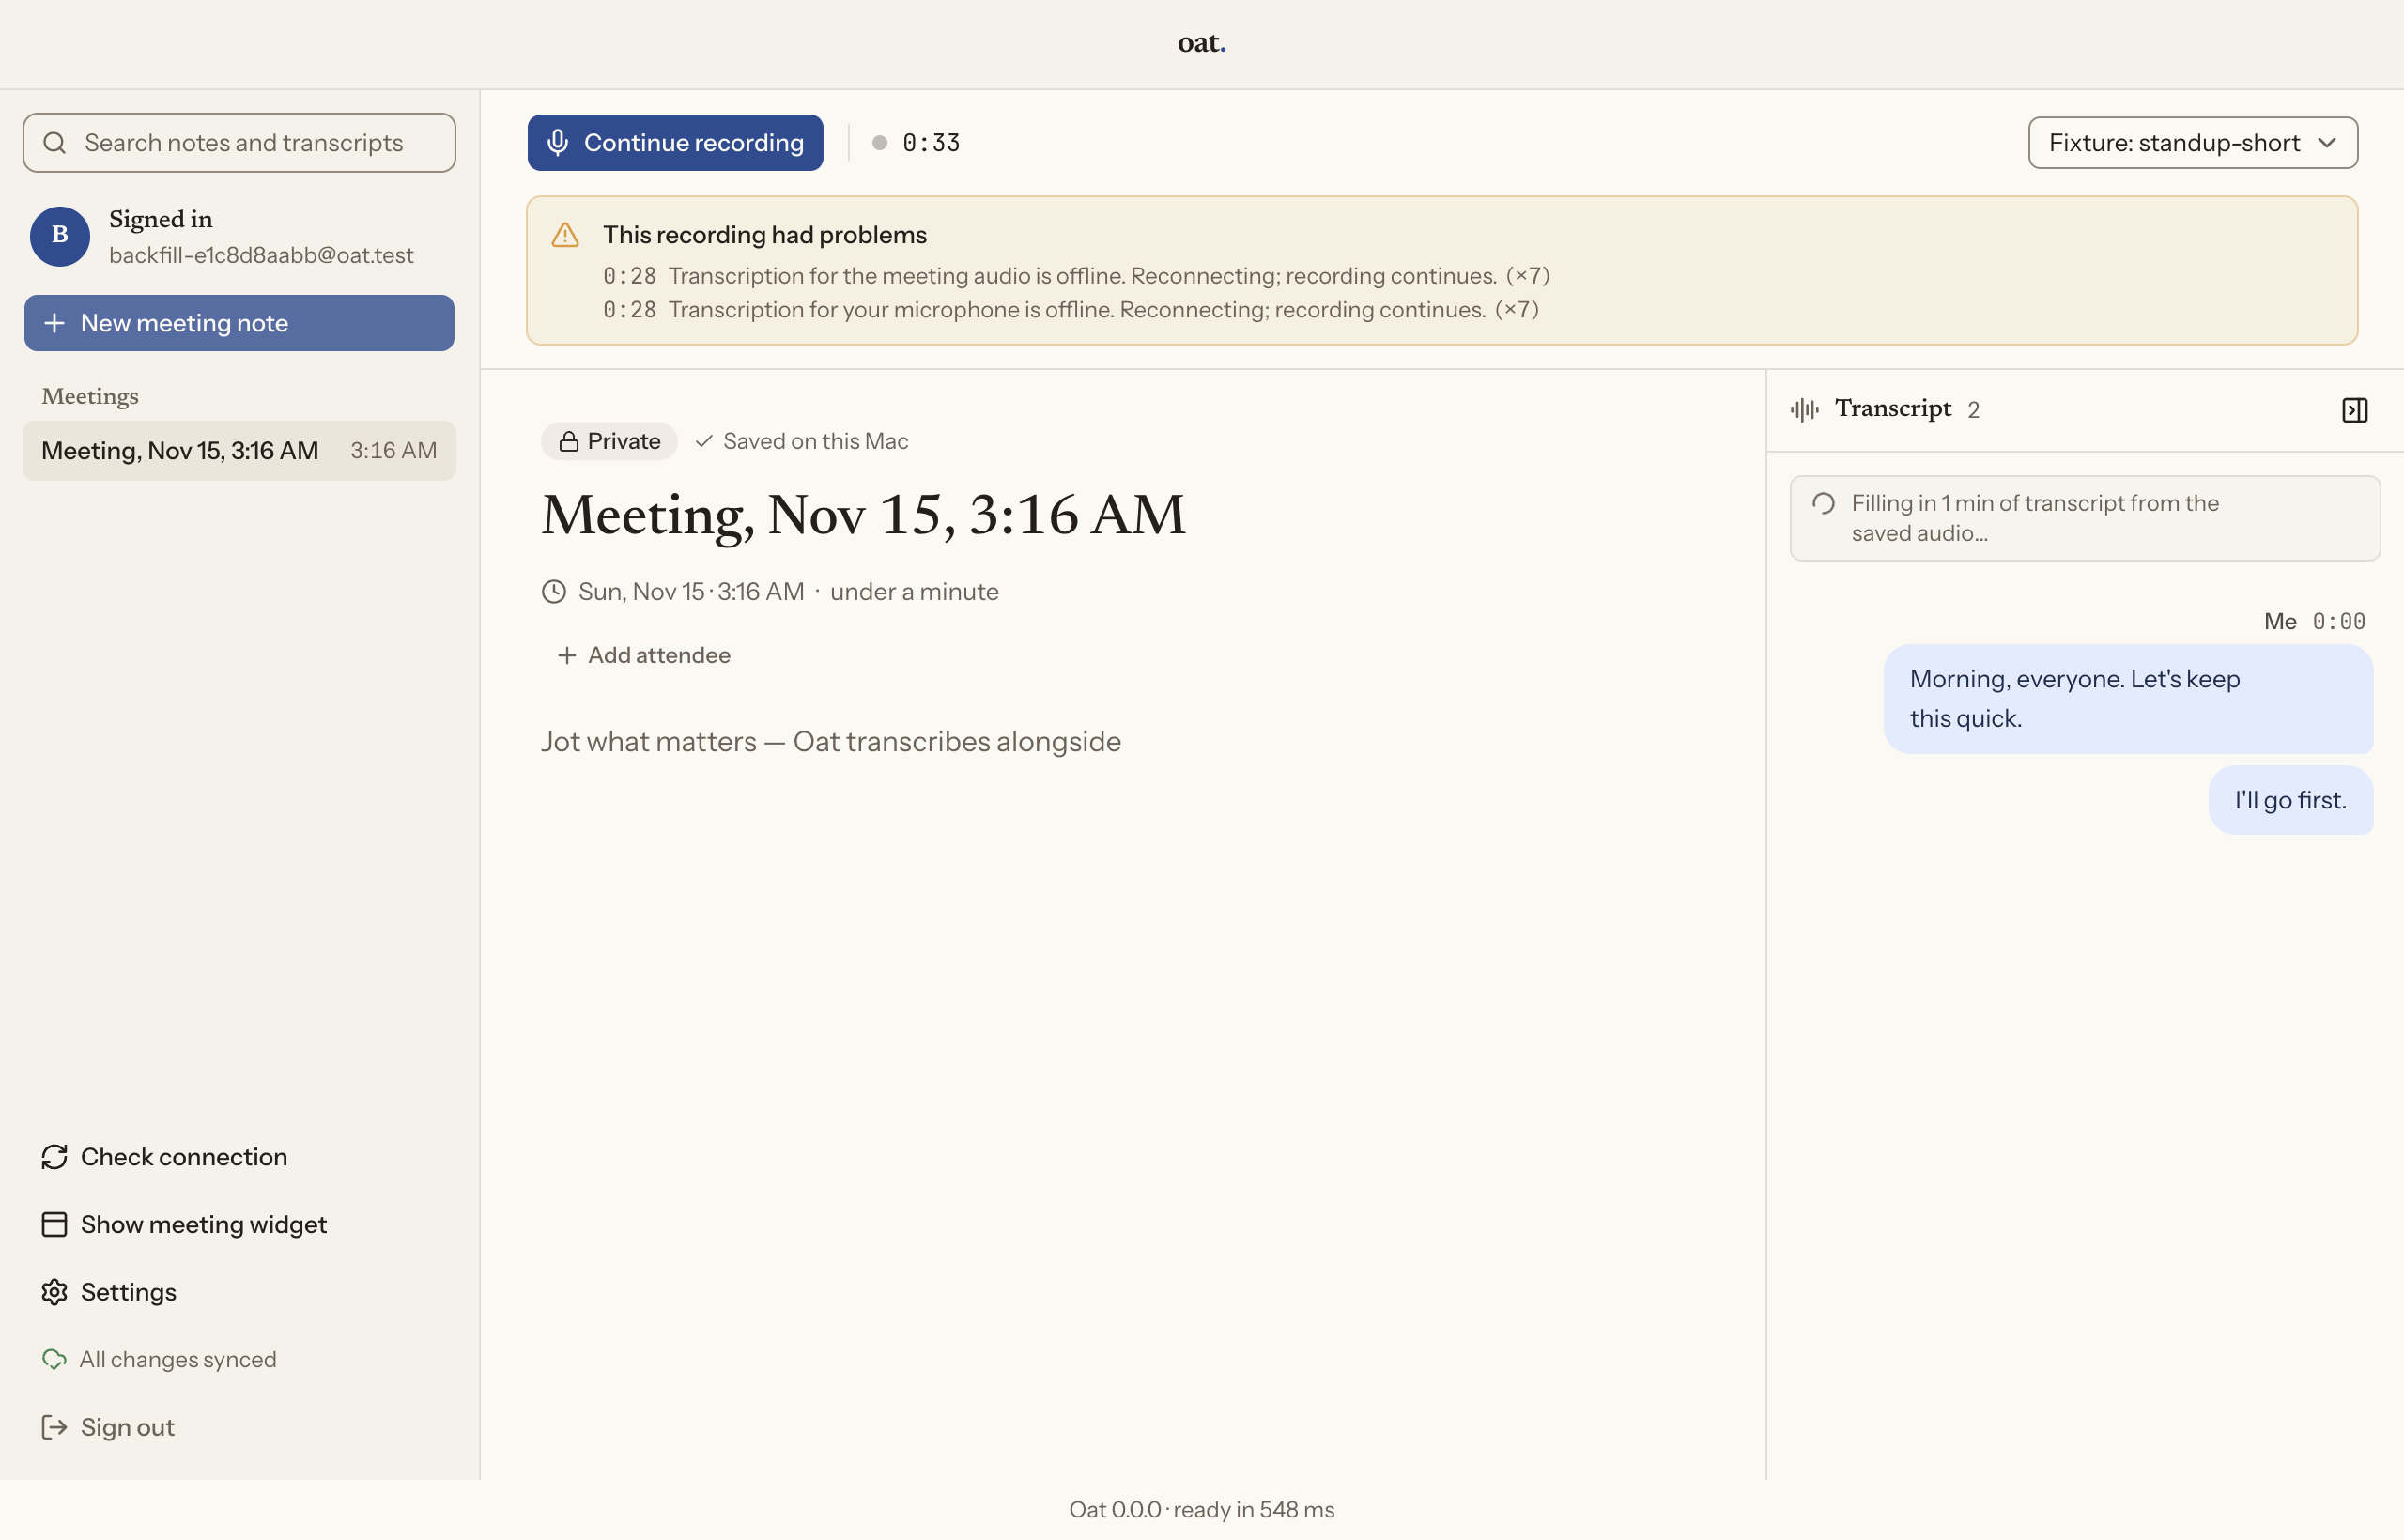 oat.
Search notes and transcripts
B
Signed in
backfill-e1c8d8aabb@oat.test
New meeting note
Meetings
Meeting, Nov 15, 3:16 AM 3:16 AM
Check connection
Show meeting widget
Settings
All changes synced
Sign out
Continue recording 0:33
Fixture: standup-short
This recording had problems
0:28 Transcription for the meeting audio is offline. Reconnecting; recording continues. (×7)
0:28 Transcription for your microphone is offline. Reconnecting; recording continues. (×7)
Private Saved on this Mac
Meeting, Nov 15, 3:16 AM
Sun, Nov 15 · 3:16 AM · under a minute
Add attendee
Jot what matters — Oat transcribes alongside
Transcript 2
Filling in 1 min of transcript from the
saved audio...
Me 0:00
Morning, everyone. Let's keep
this quick.
I'll go first.
Oat 0.0.0 · ready in 548 ms